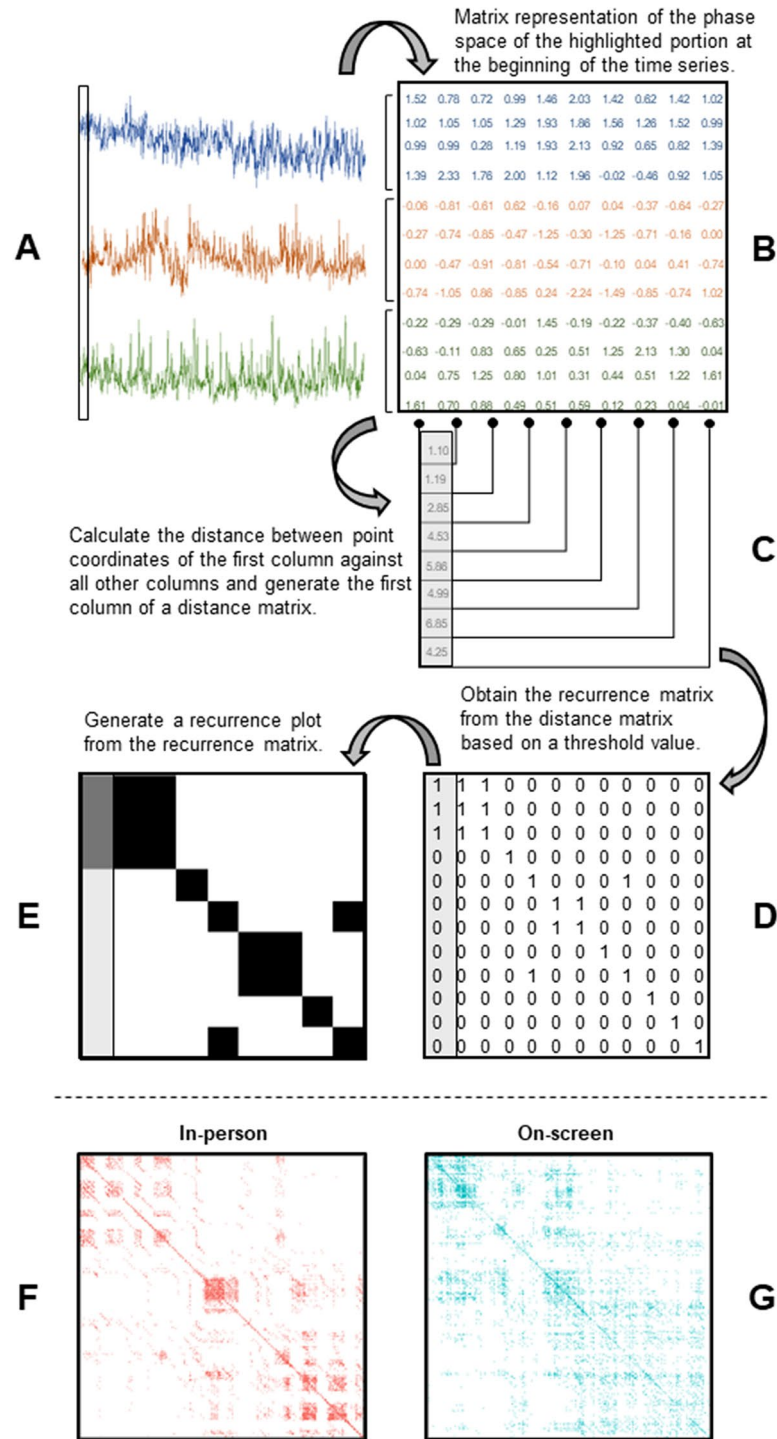 Matrix representation of the phase
space of the highlighted portion at
the beginning of the time series.
A
B
1.52 0.78 0.72 0.99 1.46 2.03 1.42 0.62 1.42 1.02
1.02 1.05 1.05 1.29 1.93 1.86 1.56 1.26 1.52 0.99
0.99 0.99 0.28 1.19 1.93 2.13 0.92 0.65 0.82 1.39
1.39 2.33 1.76 2.00 1.12 1.96 -0.02 -0.46 0.92 1.05
-0.06 -0.81 -0.61 0.62 -0.16 0.07 0.04 -0.37 -0.64 -0.27
-0.27 -0.74 -0.85 -0.47 -1.25 -0.30 -1.25 -0.71 -0.16 0.00
0.00 -0.47 -0.91 -0.81 -0.54 -0.71 -0.10 0.04 0.41 -0.74
-0.74 -1.05 0.86 -0.85 0.24 -2.24 -1.49 -0.85 -0.74 1.02
-0.22 -0.29 -0.29 -0.01 1.45 -0.19 -0.22 -0.37 -0.40 -0.63
-0.63 -0.11 0.83 0.65 0.25 0.51 1.25 2.13 1.30 0.04
0.04 0.75 1.25 0.80 1.01 0.31 0.44 0.51 1.22 1.61
1.61 0.70 0.88 0.49 0.51 0.59 0.12 0.23 0.04 -0.01
1.10
1.19
2.85
4.53
5.86
4.99
6.85
4.25
C
Calculate the distance between point
coordinates of the first column against
all other columns and generate the first
column of a distance matrix.
Generate a recurrence plot
from the recurrence matrix.
Obtain the recurrence matrix
from the distance matrix
based on a threshold value.
E
D
1 1 1 0 0 0 0 0 0 0 0 0
1 1 1 0 0 0 0 0 0 0 0 0
1 1 1 0 0 0 0 0 0 0 0 0
0 0 0 1 0 0 0 0 0 0 0 0
0 0 0 0 1 0 0 0 1 0 0 0
0 0 0 0 0 1 1 0 0 0 0 0
0 0 0 0 0 1 1 0 0 0 0 0
0 0 0 0 0 0 0 1 0 0 0 0
0 0 0 0 1 0 0 0 1 0 0 0
0 0 0 0 0 0 0 0 0 1 0 0
0 0 0 0 0 0 0 0 0 0 1 0
0 0 0 0 0 0 0 0 0 0 0 1
In-person
On-screen
F
G